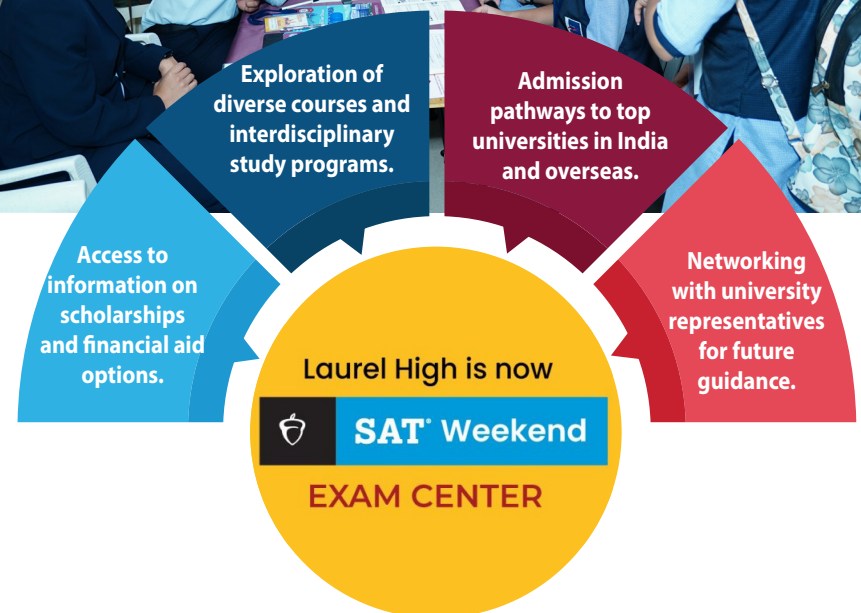 Access to
information on
scholarships
and financial aid
options.
Exploration of
diverse courses and
interdisciplinary
study programs.
Admission
pathways to top
universities in India
and overseas.
Networking
with university
representatives
for future
guidance.
Laurel High is now
SAT® Weekend
EXAM CENTER